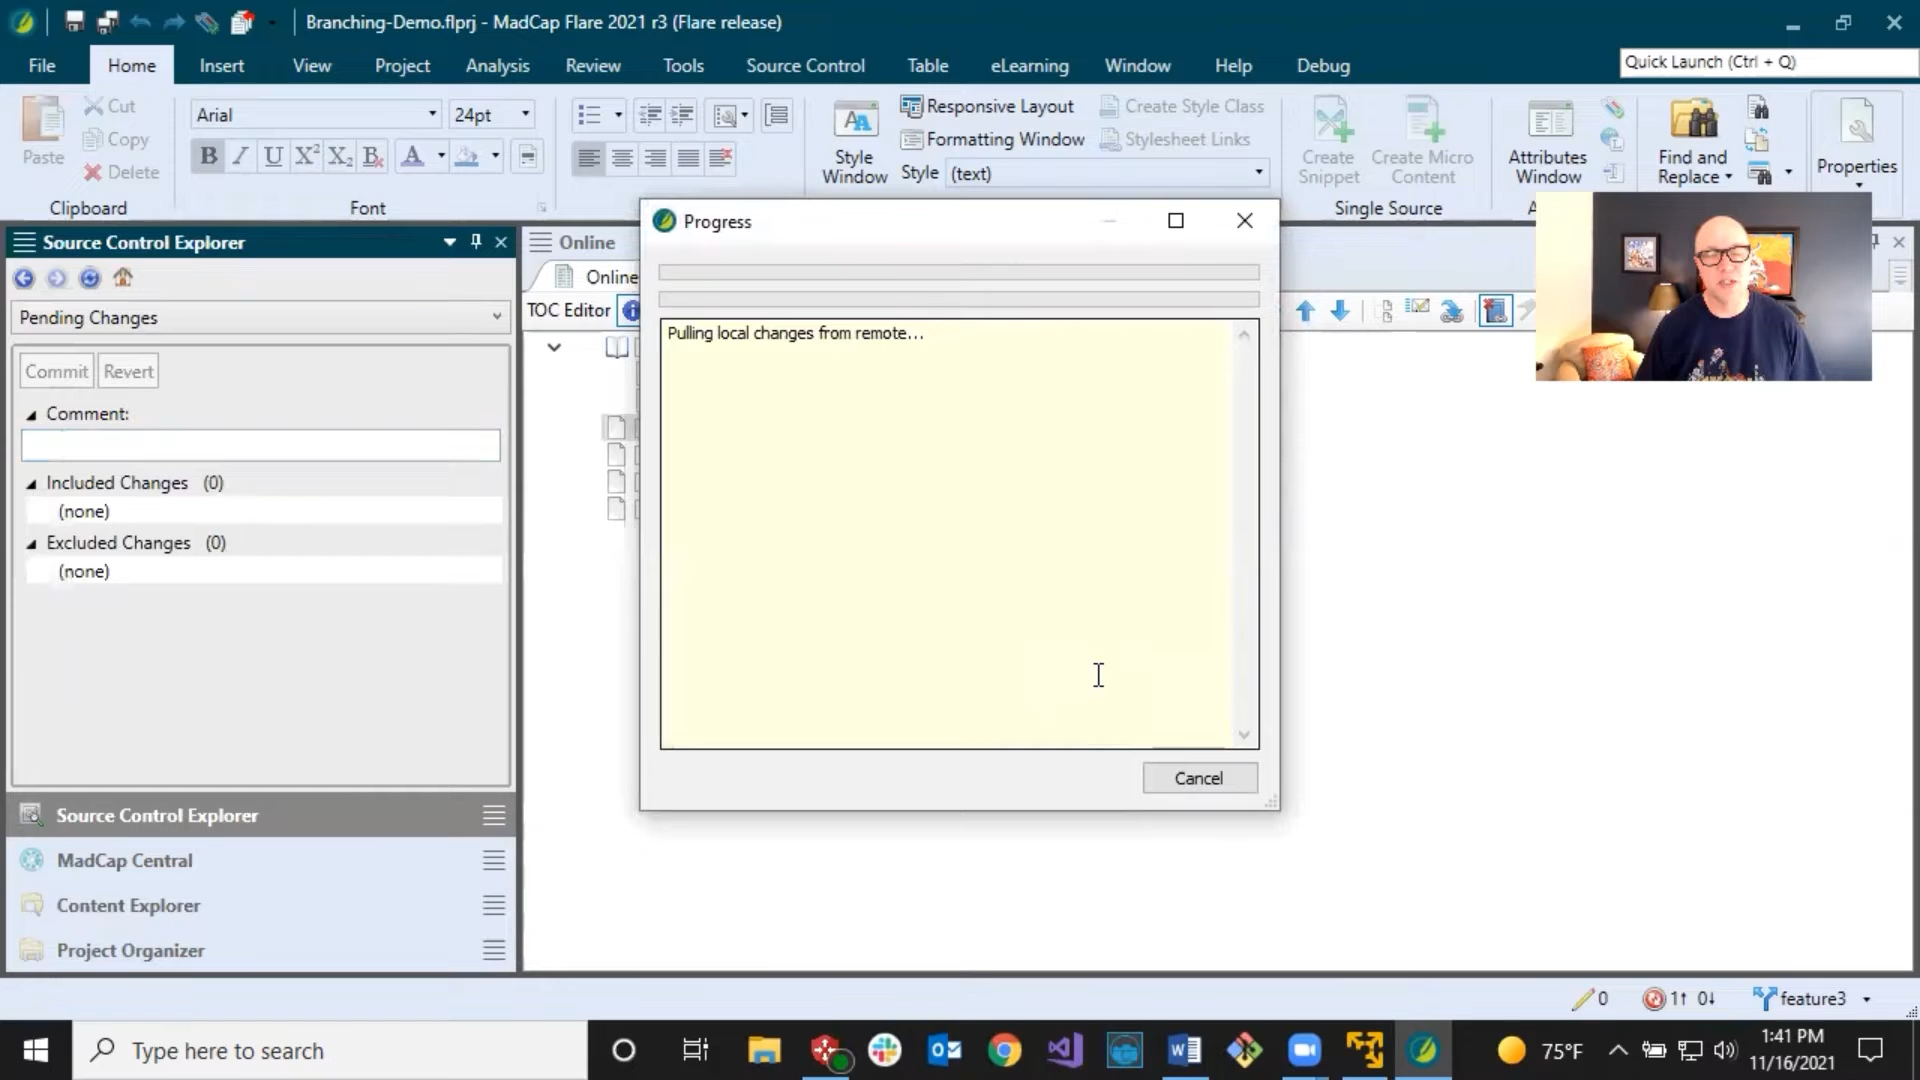 Branching-Demo.flprj - MadCap Flare 2021 r3 (Flare release)
File Home Insert View Project Analysis Review Tools Source Control Table eLearning Window Help Debug
Quick Launch (Ctrl + Q)
Paste
Cut
Copy
Delete
Clipboard
Arial 24pt
B I U X² X₂ B
A
Font
Style Window
Responsive Layout
Formatting Window
Style (text)
Create Style Class
Stylesheet Links
Create Snippet
Create Micro Content
Single Source
Attributes Window
Find and Replace
Properties
Source Control Explorer
Pending Changes
Commit Revert
Comment:
Included Changes (0)
(none)
Excluded Changes (0)
(none)
Source Control Explorer
MadCap Central
Content Explorer
Project Organizer
Online
Online
TOC Editor
Progress
Pulling local changes from remote...
Cancel
0 1↑ 0↓ feature3
Type here to search
75°F
1:41 PM
11/16/2021